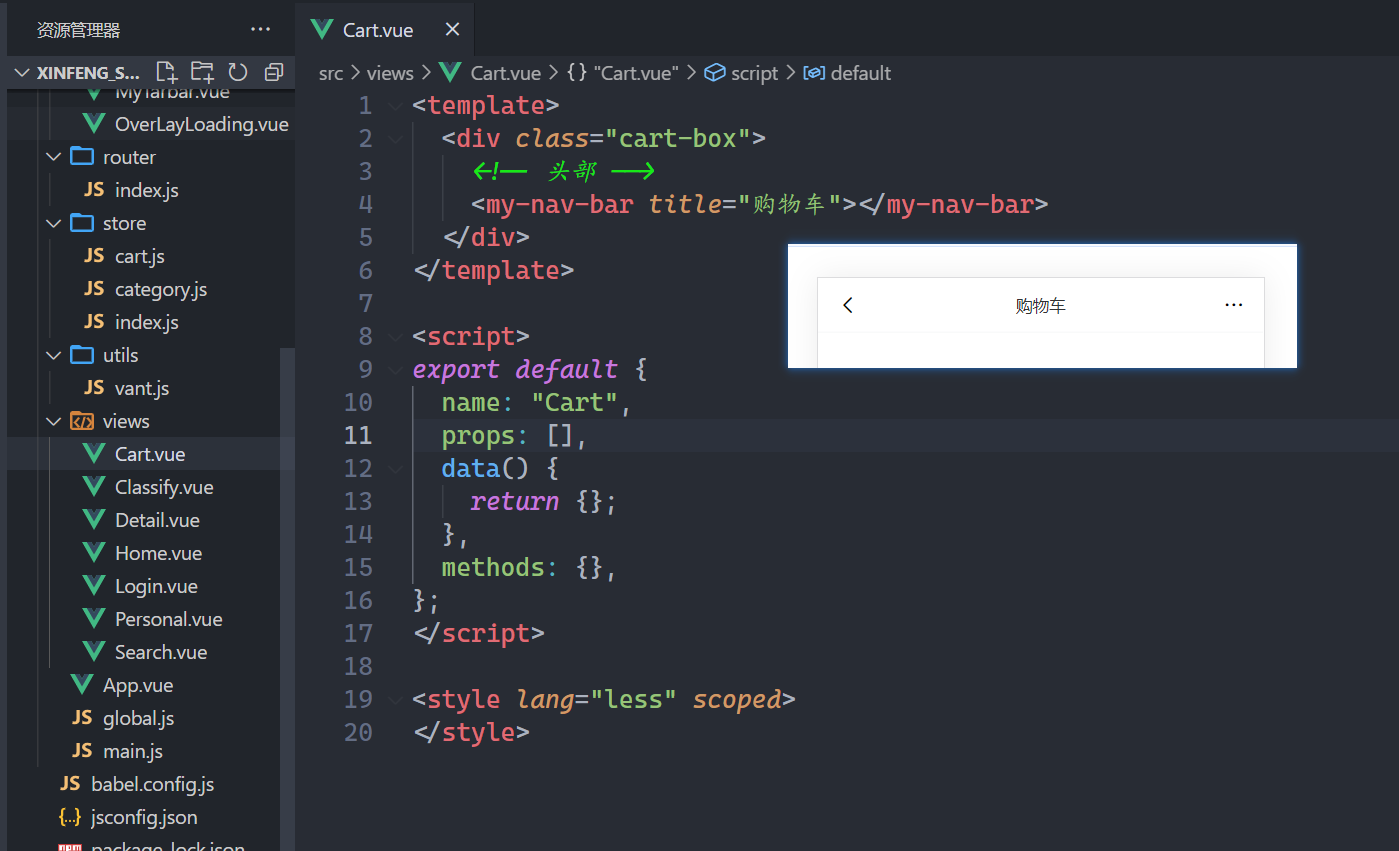 资源管理器
···
XINFENG_S...
MyTarbar.vue
OverLayLoading.vue
router
JS index.js
store
JS cart.js
JS category.js
JS index.js
utils
JS vant.js
views
Cart.vue
Classify.vue
Detail.vue
Home.vue
Login.vue
Personal.vue
Search.vue
App.vue
JS global.js
JS main.js
JS babel.config.js
{..} jsconfig.json
package-lock.json
Cart.vue
src > views > Cart.vue > {} "Cart.vue" > script > default
1 <template>
2 <div class="cart-box">
3 <!-- 头部 -->
4 <my-nav-bar title="购物车"></my-nav-bar>
5 </div>
6 </template>
7
8 <script>
9 export default {
10 name: "Cart",
11 props: [],
12 data() {
13 return {};
14 },
15 methods: {},
16 };
17 </script>
18
19 <style lang="less" scoped>
20 </style>
购物车
···